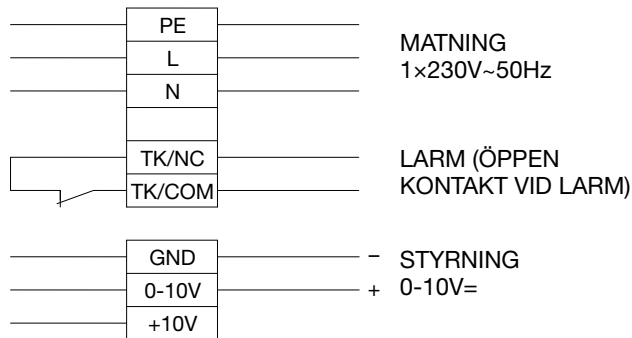 PE
L
N
MATNING
1×230V~50Hz
TK/NC
TK/COM
LARM (ÖPPEN
KONTAKT VID LARM)
GND
0-10V
+10V
–
+
STYRNING
0-10V=